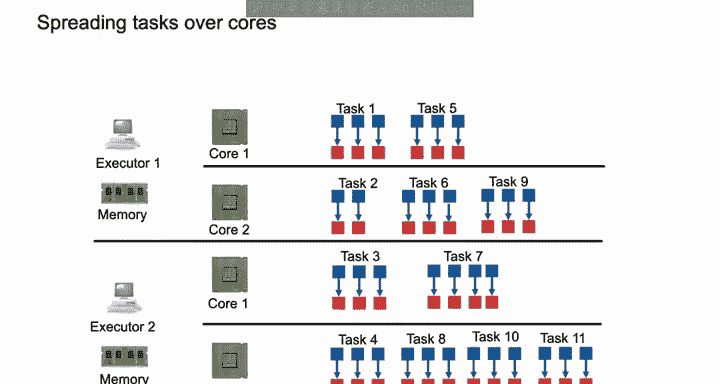 Spreading tasks over cores
Task 1 Task 5
Executor 1
Core 1
Task 2 Task 6 Task 9
Memory
Core 2
Task 3 Task 7
Executor 2
Core 1
Task 4 Task 8 Task 10 Task 11
Memory